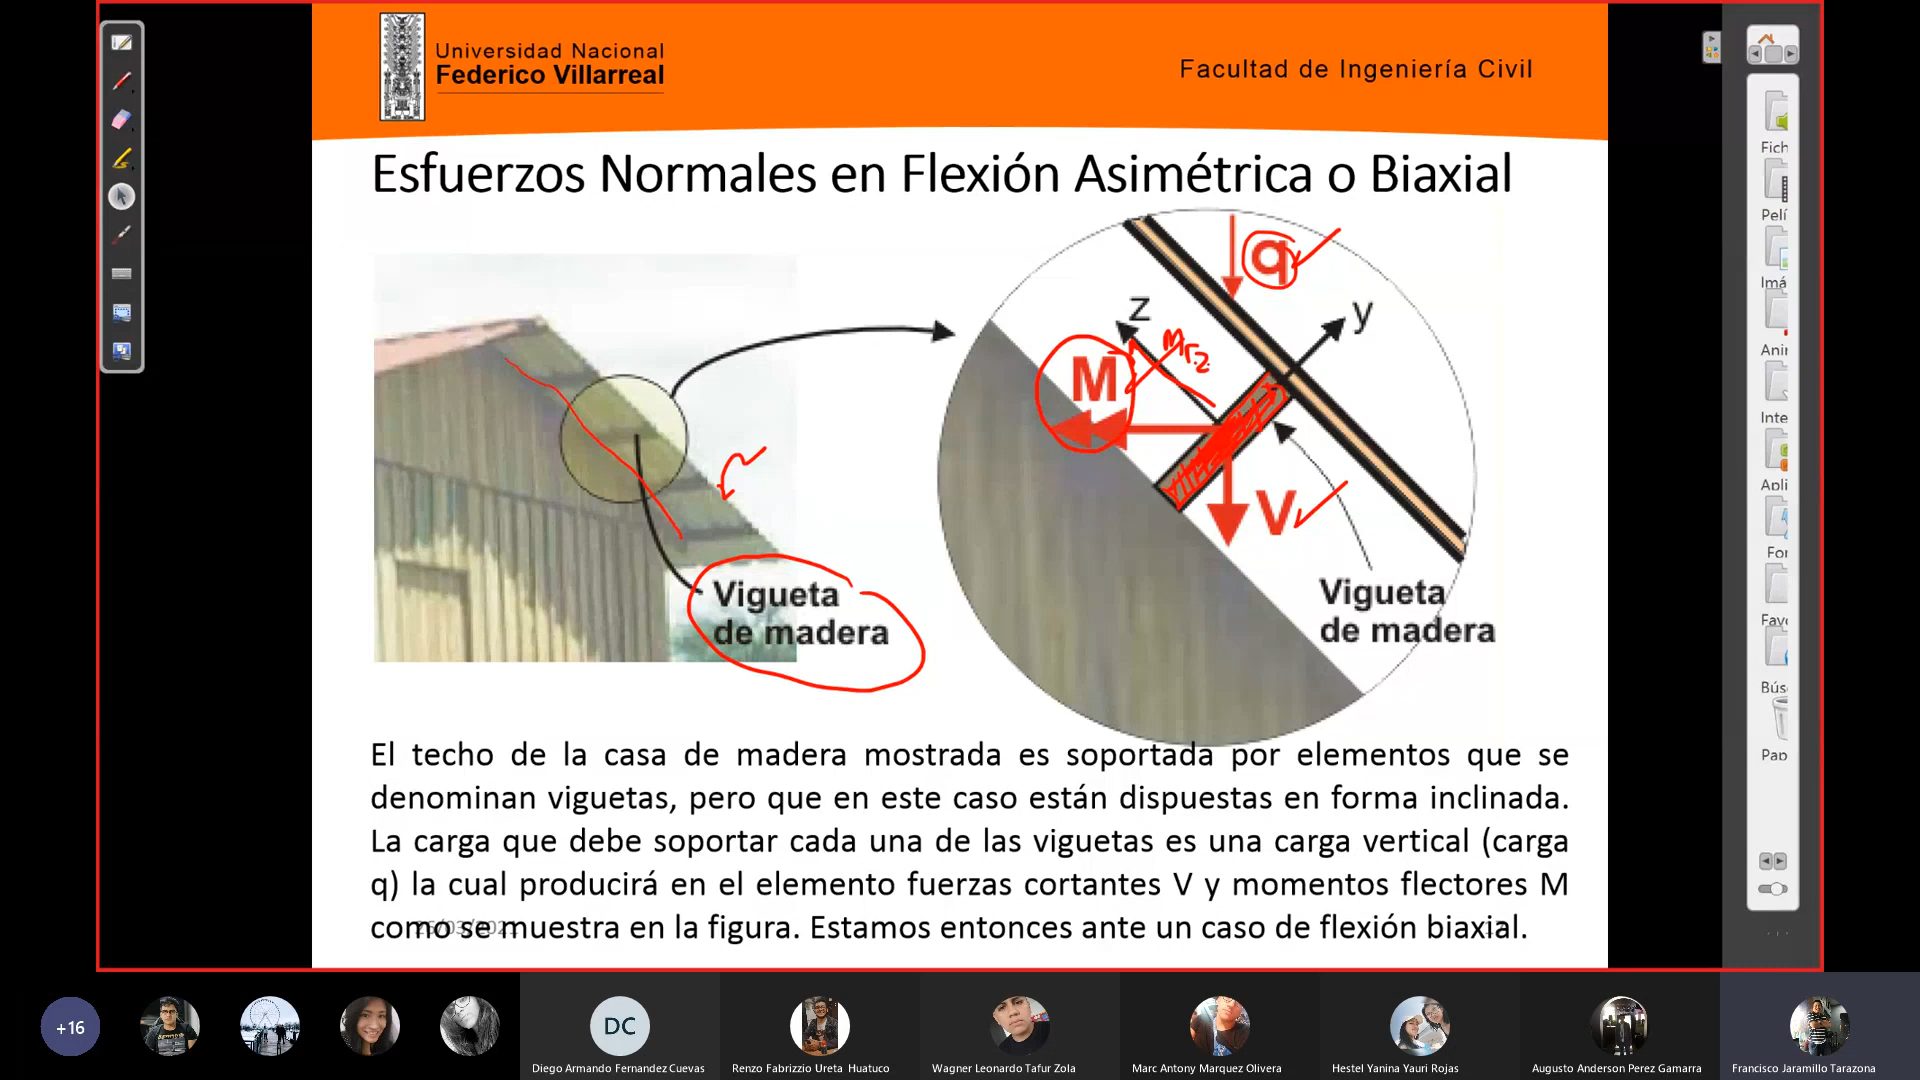 Universidad Nacional
Federico Villarreal
Facultad de Ingeniería Civil
Esfuerzos Normales en Flexión Asimétrica o Biaxial
q
z
y
M
V
Vigueta
de madera
Vigueta
de madera
El techo de la casa de madera mostrada es soportada por elementos que se
denominan viguetas, pero que en este caso están dispuestas en forma inclinada.
La carga que debe soportar cada una de las viguetas es una carga vertical (carga
q) la cual producirá en el elemento fuerzas cortantes V y momentos flectores M
como se muestra en la figura. Estamos entonces ante un caso de flexión biaxial.
Fich
Pelí
Imá
Anir
Inte
Apli
For
Favo
Bús
Pap
+16
DC
Diego Armando Fernandez Cuevas
Renzo Fabrizzio Ureta Huatuco
Wagner Leonardo Tafur Zola
Marc Antony Marquez Olivera
Hestel Yanina Yauri Rojas
Augusto Anderson Perez Gamarra
Francisco Jaramillo Tarazona